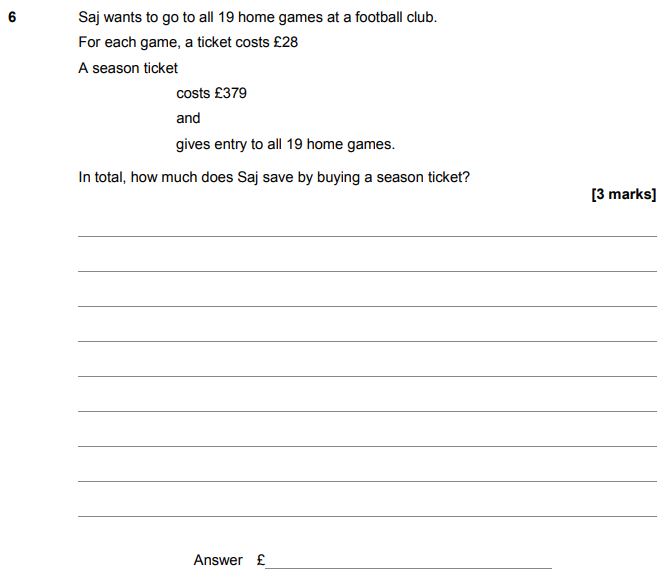 6 Saj wants to go to all 19 home games at a football club.
For each game, a ticket costs £28
A season ticket
costs £379
and
gives entry to all 19 home games.
In total, how much does Saj save by buying a season ticket?
[3 marks]
Answer £